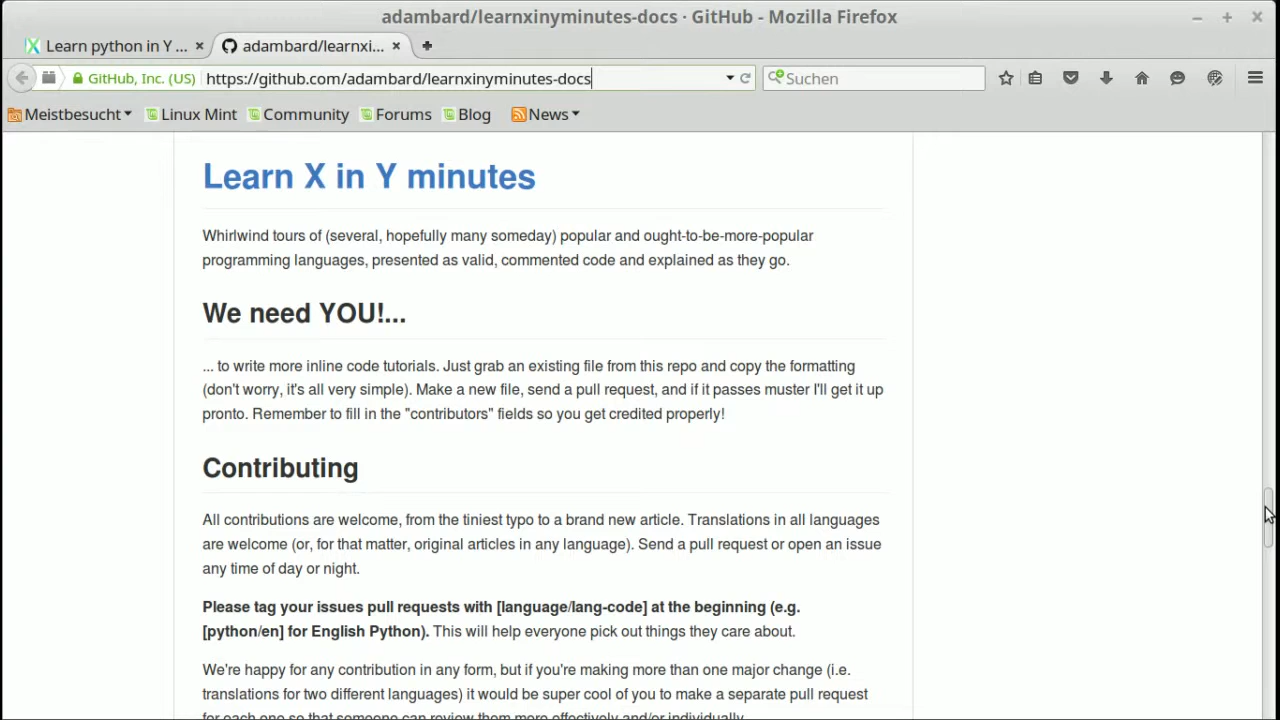 adambard/learnxinyminutes-docs · GitHub - Mozilla Firefox
Learn python in Y ...
adambard/learnxi...
GitHub, Inc. (US) https://github.com/adambard/learnxinyminutes-docs
Suchen
Meistbesucht Linux Mint Community Forums Blog News
Learn X in Y minutes
Whirlwind tours of (several, hopefully many someday) popular and ought-to-be-more-popular
programming languages, presented as valid, commented code and explained as they go.
We need YOU!...
... to write more inline code tutorials. Just grab an existing file from this repo and copy the formatting
(don't worry, it's all very simple). Make a new file, send a pull request, and if it passes muster I'll get it up
pronto. Remember to fill in the "contributors" fields so you get credited properly!
Contributing
All contributions are welcome, from the tiniest typo to a brand new article. Translations in all languages
are welcome (or, for that matter, original articles in any language). Send a pull request or open an issue
any time of day or night.
Please tag your issues pull requests with [language/lang-code] at the beginning (e.g.
[python/en] for English Python). This will help everyone pick out things they care about.
We're happy for any contribution in any form, but if you're making more than one major change (i.e.
translations for two different languages) it would be super cool of you to make a separate pull request
for each one so that someone can review them more effectively and/or individually.